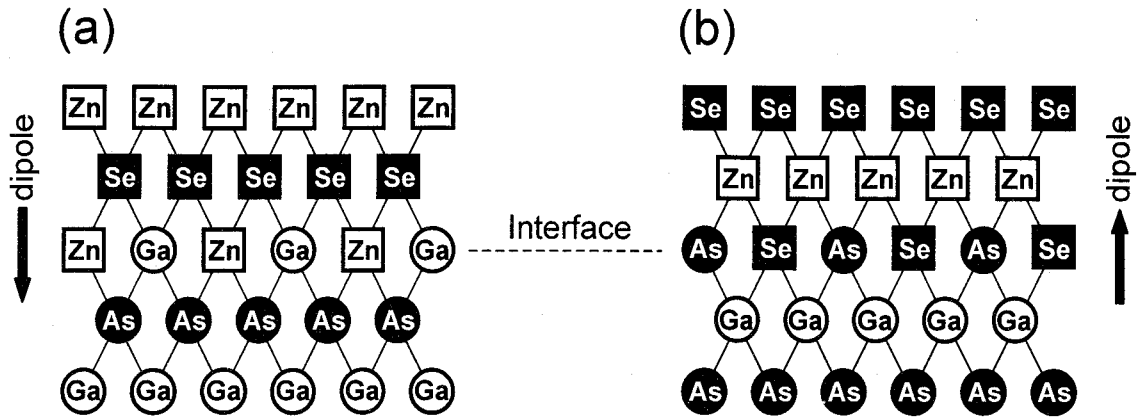 (a)
Zn Zn Zn Zn Zn Zn
Se Se Se Se Se
Zn Ga Zn Ga Zn Ga
As As As As As
Ga Ga Ga Ga Ga Ga
dipole
Interface
(b)
Se Se Se Se Se Se
Zn Zn Zn Zn Zn
As Se As Se As Se
Ga Ga Ga Ga Ga
As As As As As As
dipole